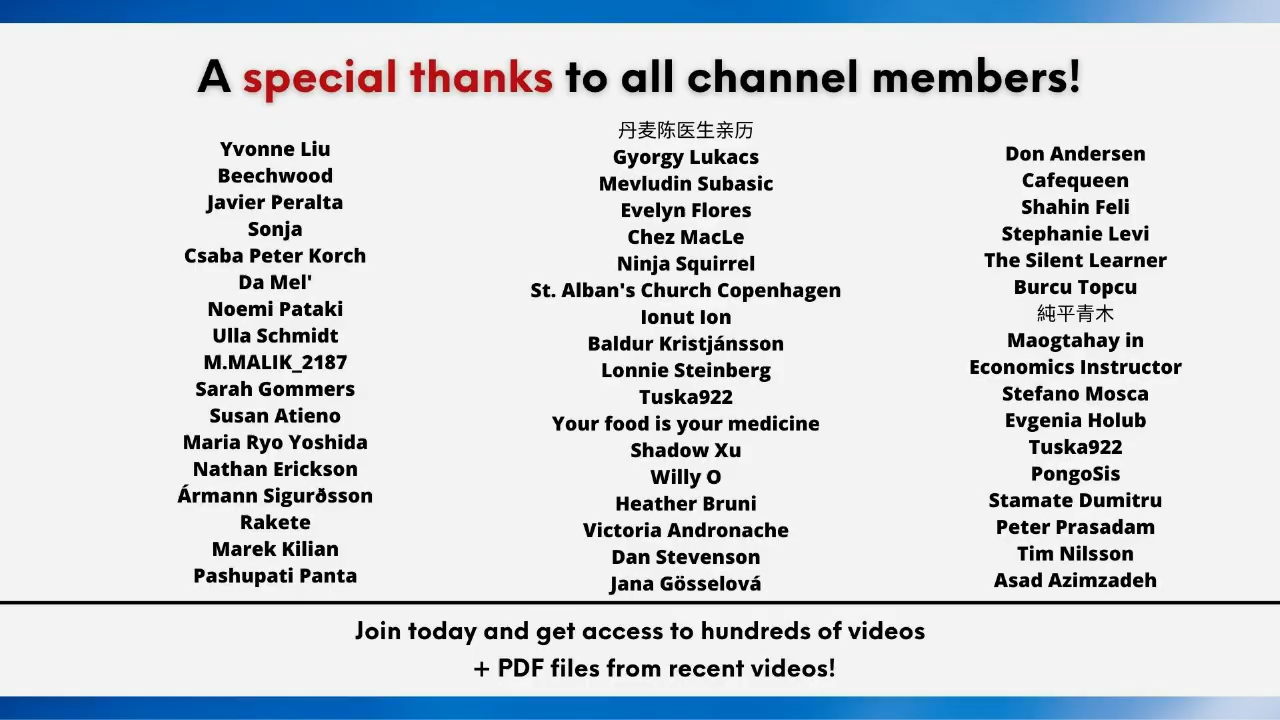 A special thanks to all channel members!
Yvonne Liu
Beechwood
Javier Peralta
Sonja
Csaba Peter Korch
Da Mel'
Noemi Pataki
Ulla Schmidt
M.MALIK_2187
Sarah Gommers
Susan Atieno
Maria Ryo Yoshida
Nathan Erickson
Ármann Sigurðsson
Rakete
Marek Kilian
Pashupati Panta
丹麦陈医生亲历
Gyorgy Lukacs
Mevludin Subasic
Evelyn Flores
Chez MacLe
Ninja Squirrel
St. Alban's Church Copenhagen
Ionut Ion
Baldur Kristjánsson
Lonnie Steinberg
Tuska922
Your food is your medicine
Shadow Xu
Willy O
Heather Bruni
Victoria Andronache
Dan Stevenson
Jana Gösselová
Don Andersen
Cafequeen
Shahin Feli
Stephanie Levi
The Silent Learner
Burcu Topcu
純平青木
Maogtahay in
Economics Instructor
Stefano Mosca
Evgenia Holub
Tuska922
PongoSis
Stamate Dumitru
Peter Prasadam
Tim Nilsson
Asad Azimzadeh
Join today and get access to hundreds of videos
+ PDF files from recent videos!